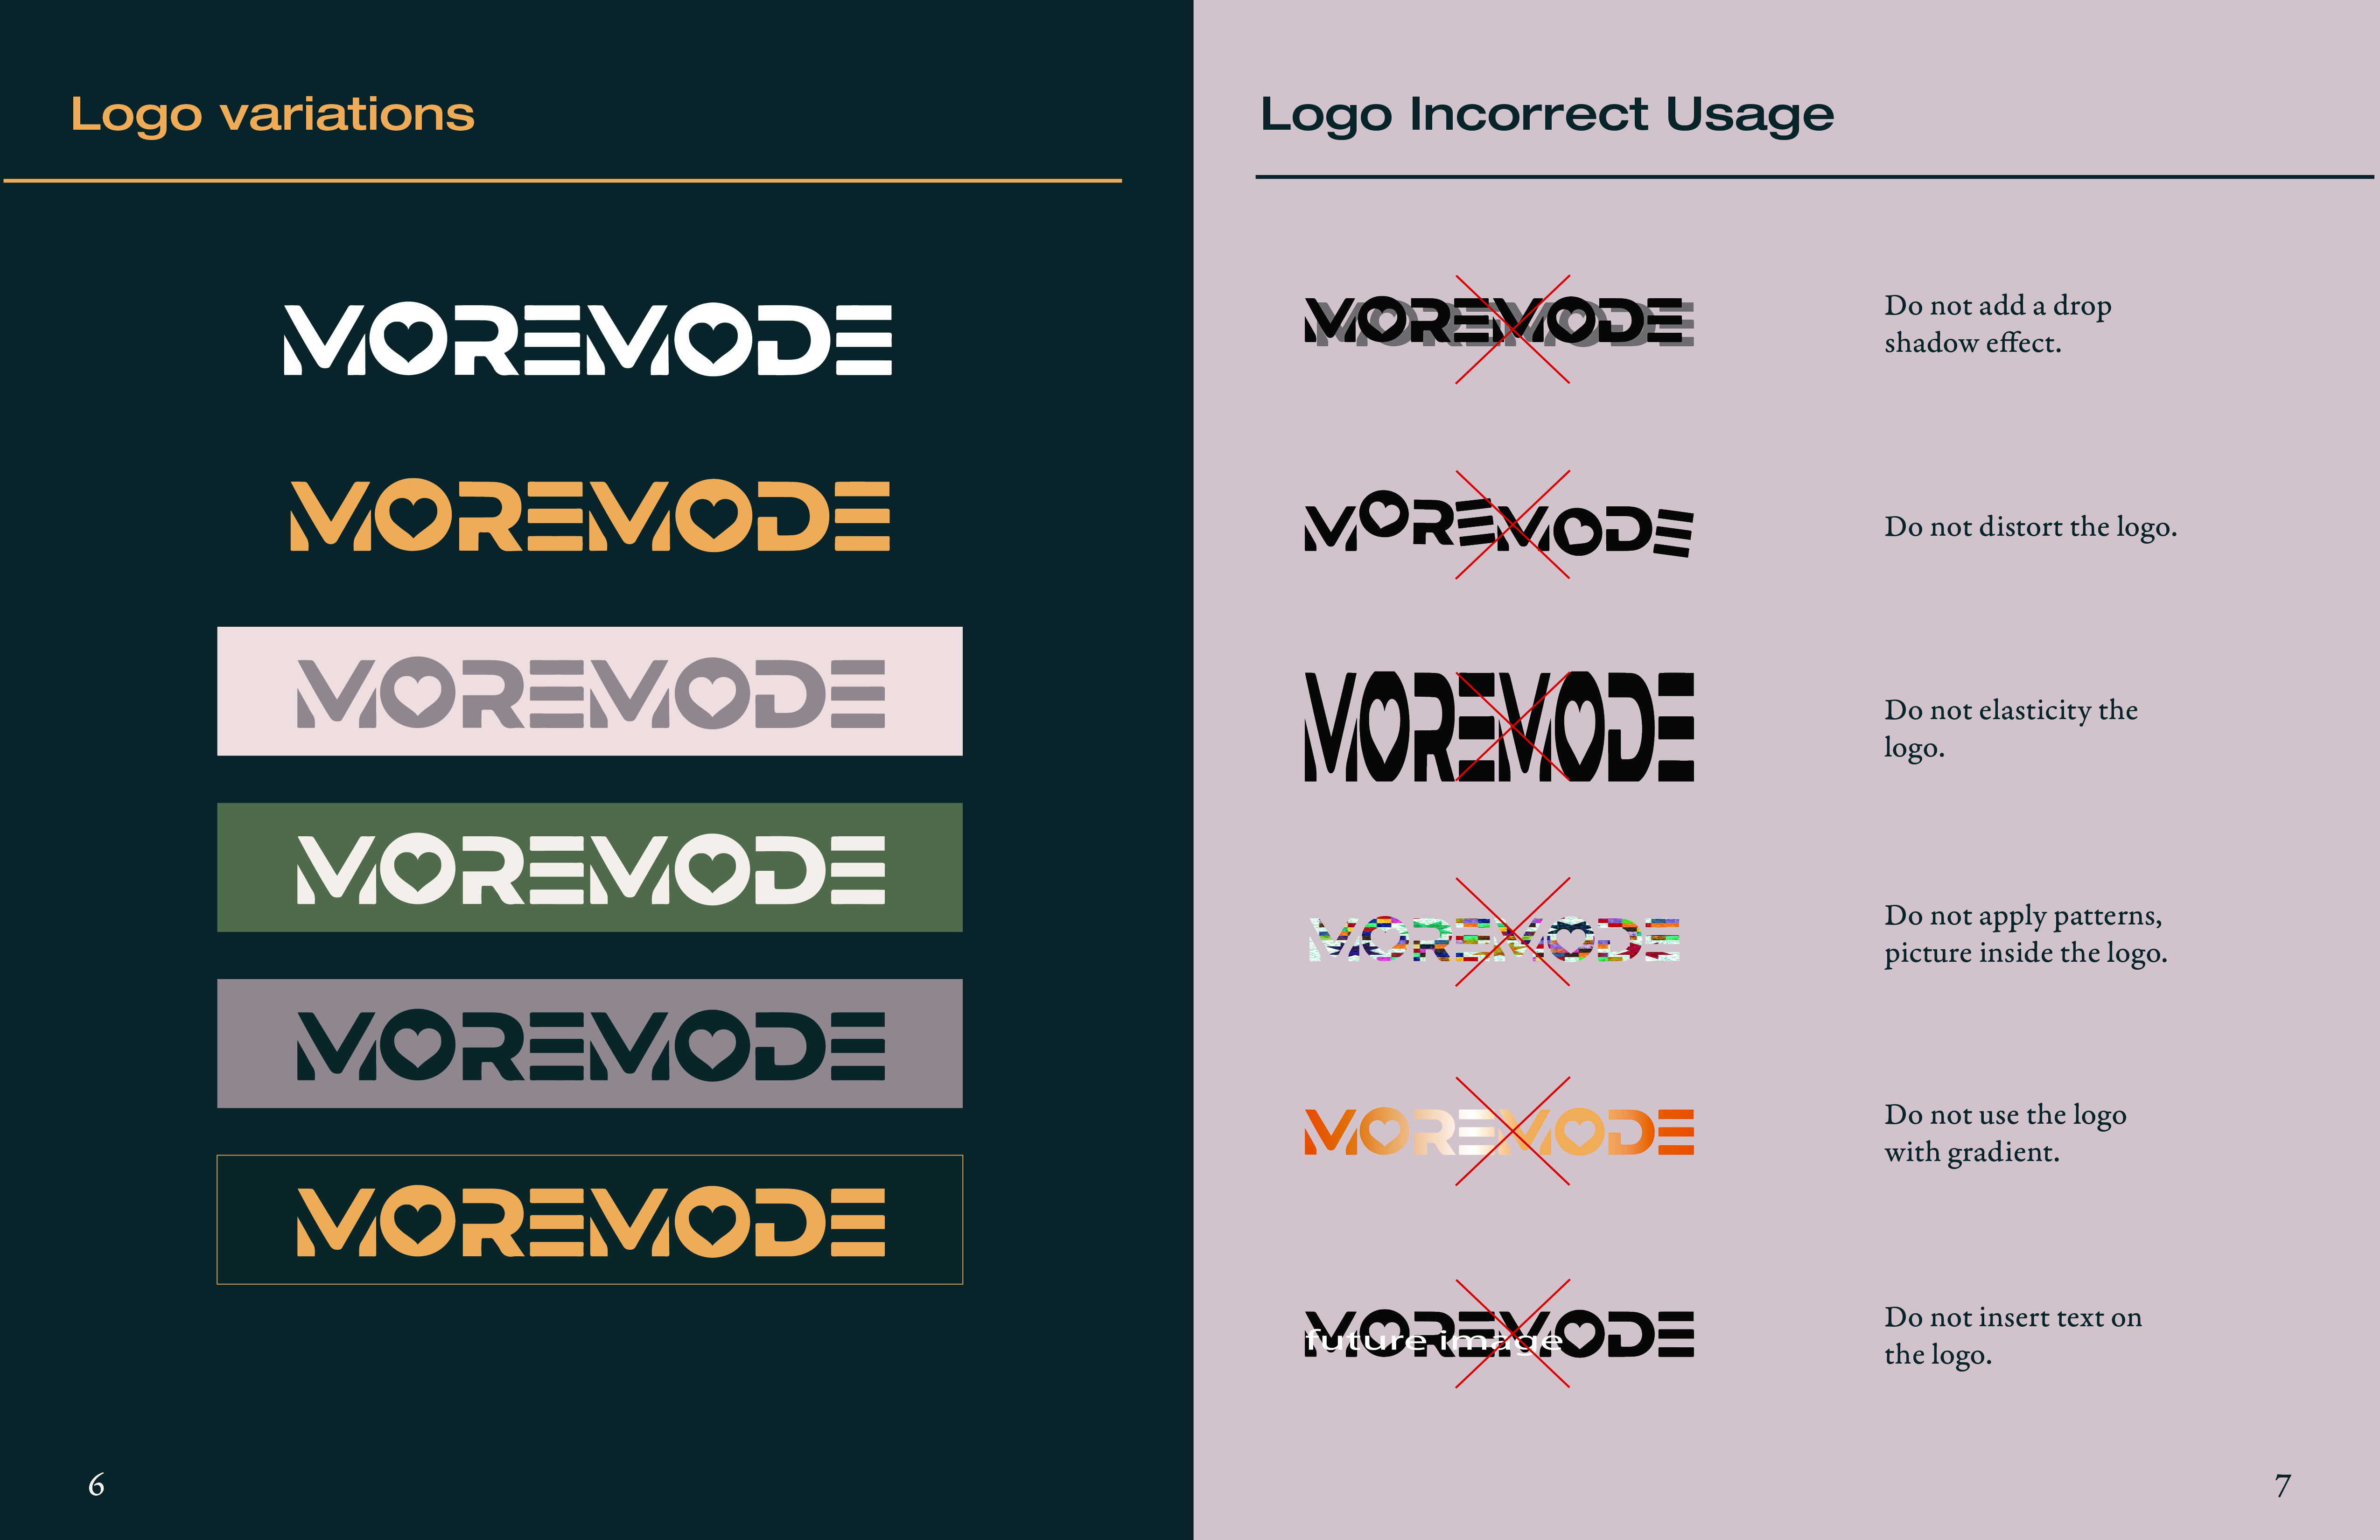 Logo variations
MOREMODE
MOREMODE
MOREMODE
MOREMODE
MOREMODE
MOREMODE
6
Logo Incorrect Usage
MOREMODE
Do not add a drop
shadow effect.
MOREMODE
Do not distort the logo.
MOREMODE
Do not elasticity the
logo.
MOREMODE
Do not apply patterns,
picture inside the logo.
MOREMODE
Do not use the logo
with gradient.
MOREMODE
future image
Do not insert text on
the logo.
7